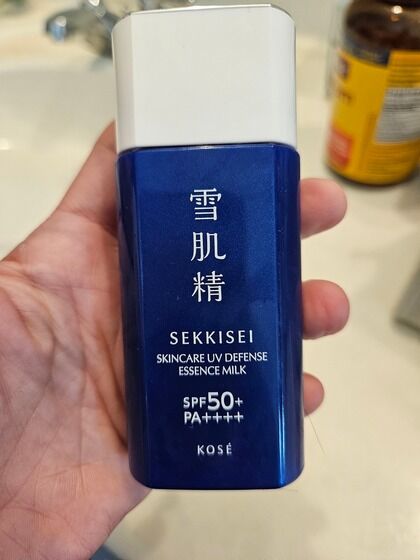 雪
肌
精
SEKKISEI
SKINCARE UV DEFENSE
ESSENCE MILK
SPF50+
PA++++
KOSÉ